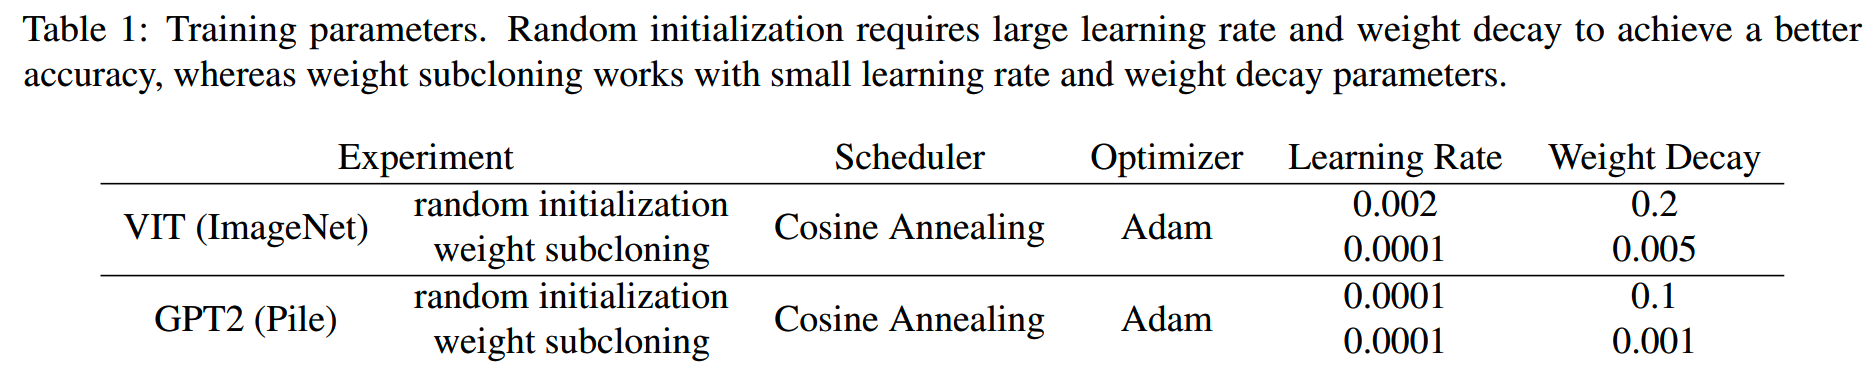 Table 1: Training parameters. Random initialization requires large learning rate and weight decay to achieve a better
accuracy, whereas weight subcloning works with small learning rate and weight decay parameters.
Experiment Scheduler Optimizer Learning Rate Weight Decay
VIT (ImageNet) random initialization Cosine Annealing Adam 0.002 0.2
weight subcloning 0.0001 0.005
GPT2 (Pile) random initialization Cosine Annealing Adam 0.0001 0.1
weight subcloning 0.0001 0.001